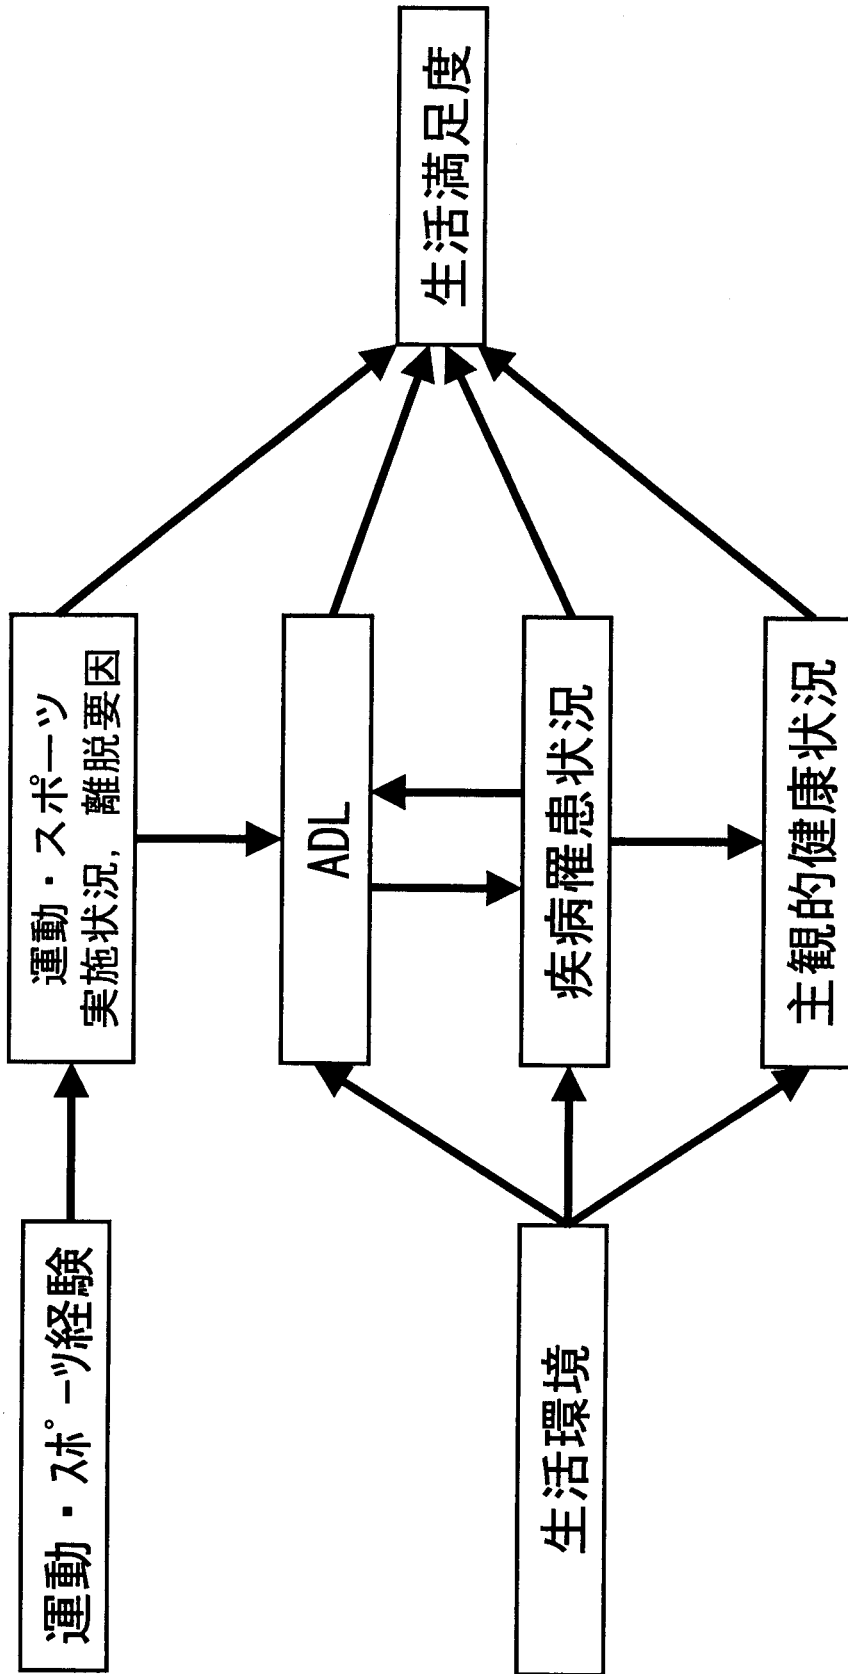 運動・スポーツ経験
運動・スポーツ
実施状況，離脱要因
ADL
生活環境
疾病罹患状況
主観的健康状況
生活満足度